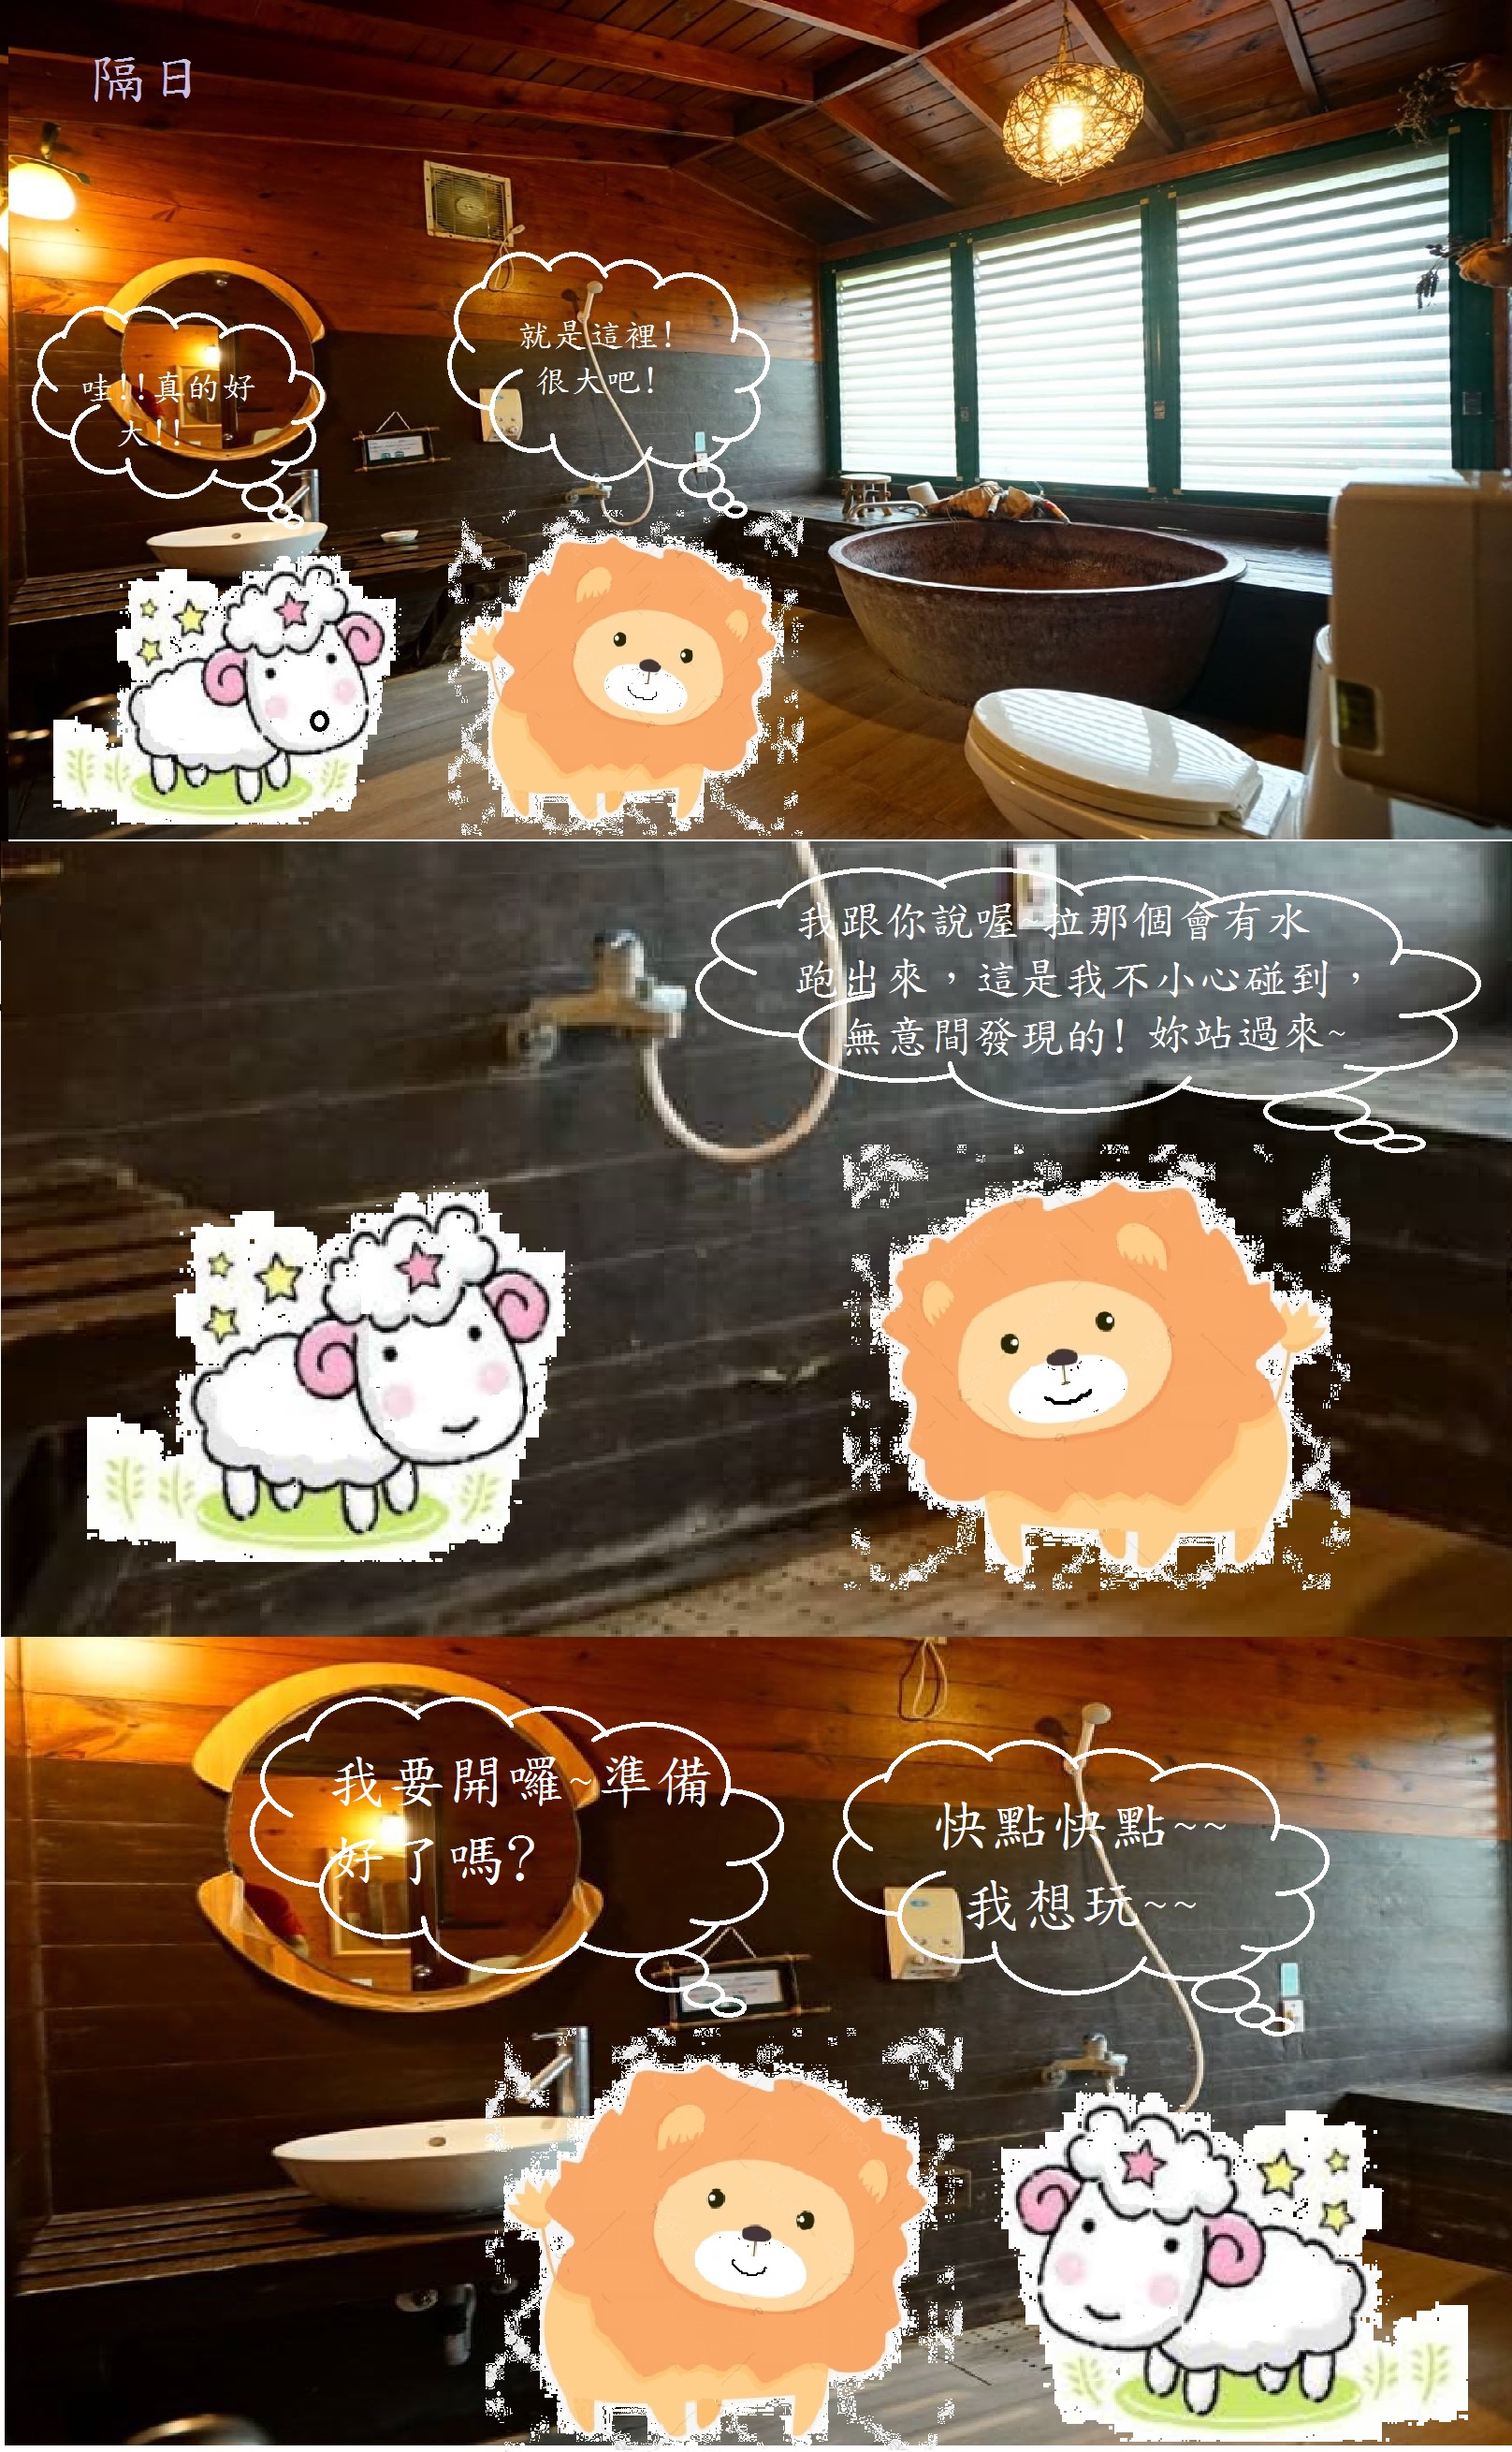 隔日
哇!!真的好
大!!
就是這裡!
很大吧!
我跟你說喔~拉那個會有水
跑出來，這是我不小心碰到，
無意間發現的! 妳站過來~
我要開囉~準備
好了嗎?
快點快點~~
我想玩~~